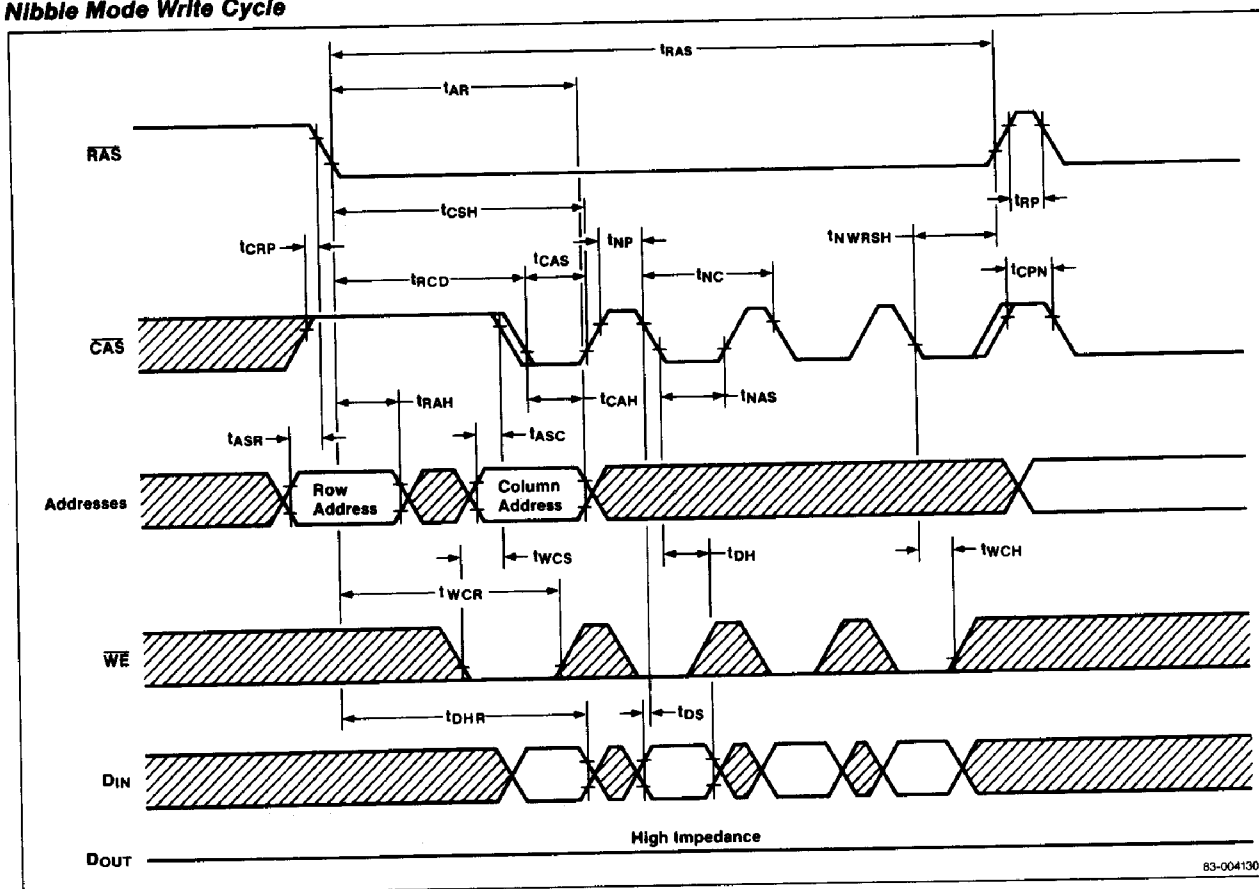 Nibble Mode Write Cycle
tRAS
tAR
RAS
tCSH
tRP
tCRP
tNP
tNWRSH
tCAS
tRCD
tNC
tCPN
CAS
tRAH
tCAH
tNAS
tASR
tASC
Addresses
Row
Address
Column
Address
tWCS
tDH
tWCH
tWCR
WE
tDHR
tDS
DIN
High Impedance
DOUT
83-004130